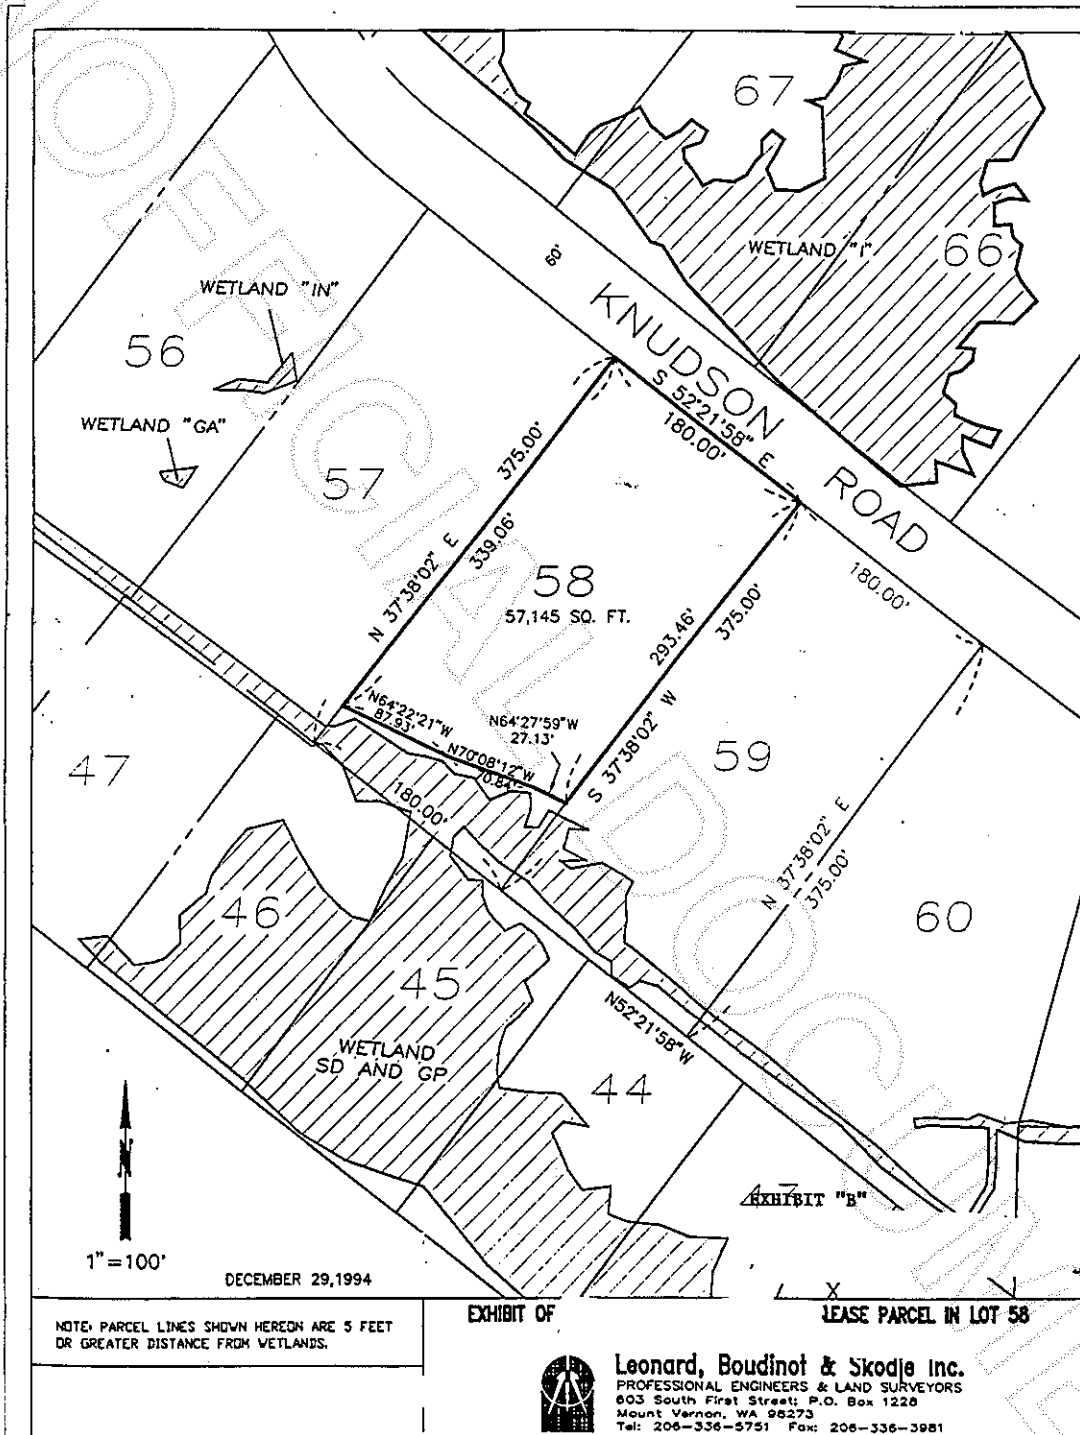 67
WETLAND "I"
66
60'
KNUDSON ROAD
WETLAND "IN"
56
WETLAND "GA"
57
S 52°21'58" E
180.00'
375.00'
339.06'
N 37°38'02" E
58
57,145 SQ. FT.
293.46'
375.00'
S 37°38'02" W
180.00'
N64°22'21"W
87.93'
N70°08'12"W
N64°27'59"W
27.13'
59
47
180.00'
N 37°38'02" E
375.00'
60
46
45
N52°21'58"W
WETLAND
SD AND GP
44
EXHIBIT "B"
N
1"=100'
DECEMBER 29,1994
NOTE: PARCEL LINES SHOWN HEREON ARE 5 FEET
OR GREATER DISTANCE FROM WETLANDS.
EXHIBIT OF
LEASE PARCEL IN LOT 58
Leonard, Boudinot & Skodje Inc.
PROFESSIONAL ENGINEERS & LAND SURVEYORS
603 South First Street; P.O. Box 1228
Mount Vernon, WA 98273
Tel: 206-336-5751 Fax: 206-336-3981
UNOFFICIAL DOCUMENT